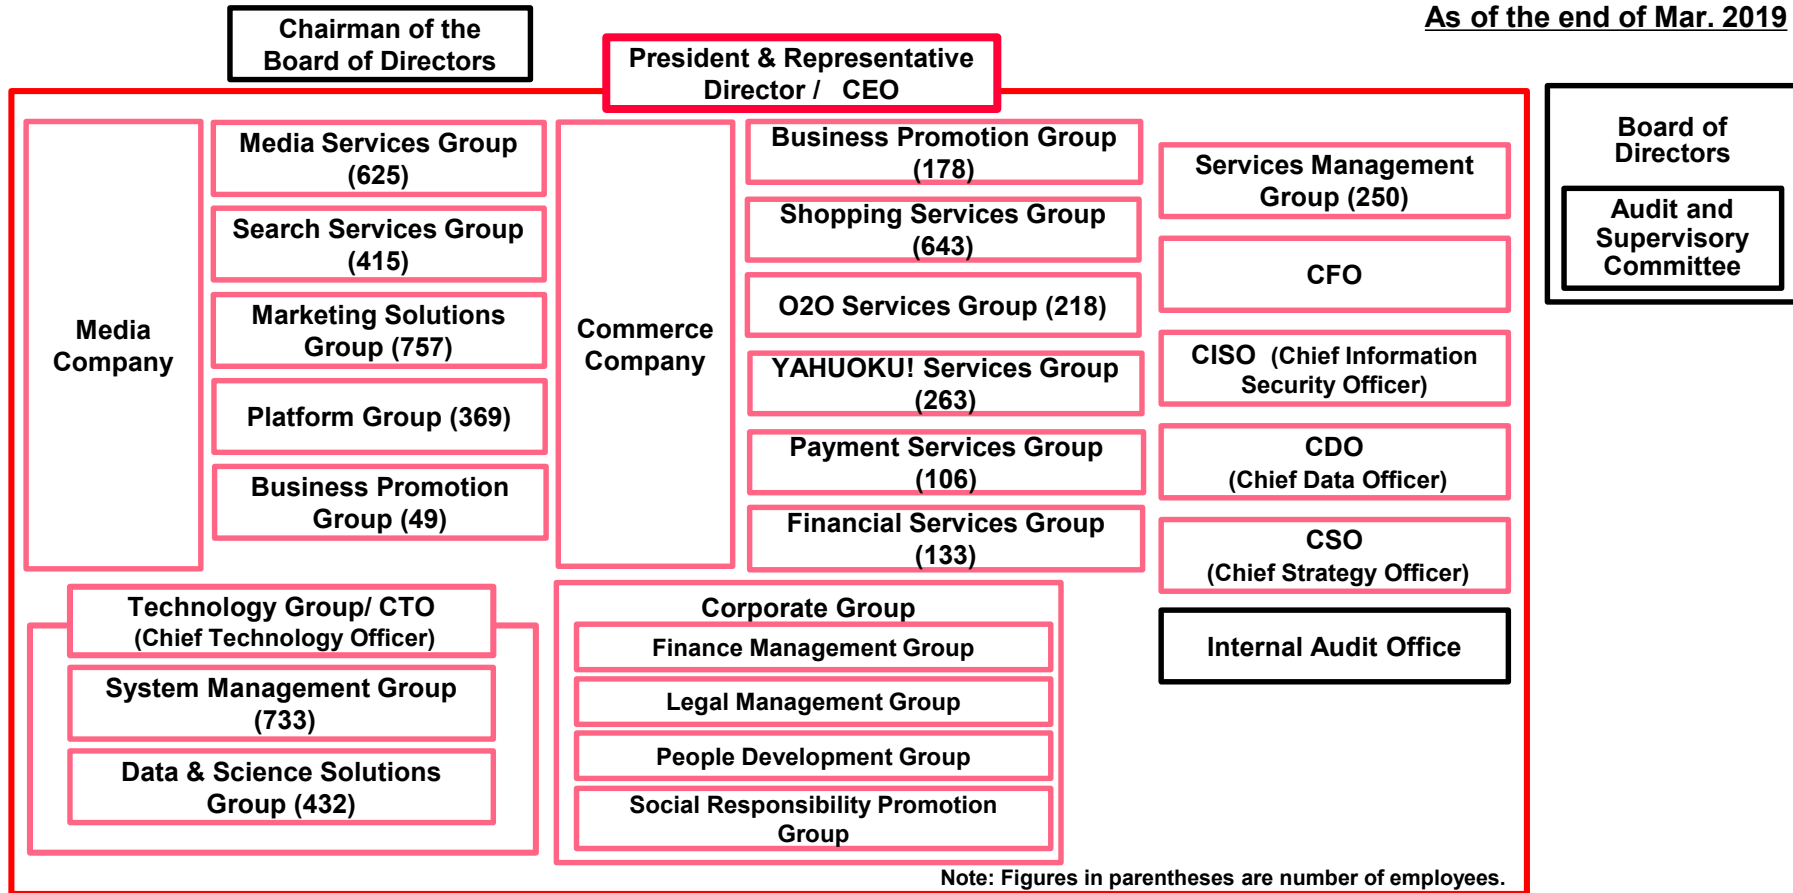 As of the end of Mar. 2019
Chairman of the
Board of Directors
President & Representative
Director / CEO
Media
Company
Media Services Group
(625)
Search Services Group
(415)
Marketing Solutions
Group (757)
Platform Group (369)
Business Promotion
Group (49)
Commerce
Company
Business Promotion Group
(178)
Shopping Services Group
(643)
O2O Services Group (218)
YAHUOKU! Services Group
(263)
Payment Services Group
(106)
Financial Services Group
(133)
Services Management
Group (250)
CFO
CISO (Chief Information
Security Officer)
CDO
(Chief Data Officer)
CSO
(Chief Strategy Officer)
Internal Audit Office
Board of
Directors
Audit and
Supervisory
Committee
Technology Group/ CTO
(Chief Technology Officer)
System Management Group
(733)
Data & Science Solutions
Group (432)
Corporate Group
Finance Management Group
Legal Management Group
People Development Group
Social Responsibility Promotion
Group
Note: Figures in parentheses are number of employees.